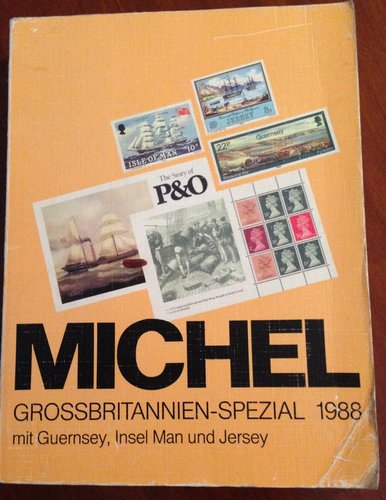 JERSEY
ISLE OF MAN 10P
Guernsey
22P
The Story of
P&O
MICHEL
GROSSBRITANNIEN-SPEZIAL 1988
mit Guernsey, Insel Man und Jersey